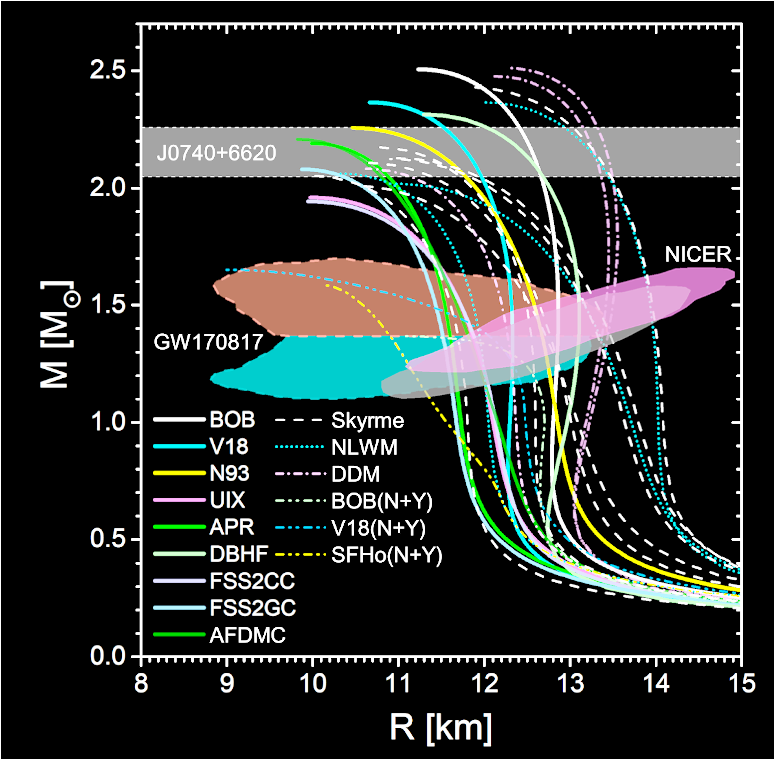 M [M⊙]
2.5
2.0
1.5
1.0
0.5
0.0
J0740+6620
NICER
GW170817
BOB
V18
N93
UIX
APR
DBHF
FSS2CC
FSS2GC
AFDMC
Skyrme
NLWM
DDM
BOB(N+Y)
V18(N+Y)
SFHo(N+Y)
8 9 10 11 12 13 14 15
R [km]